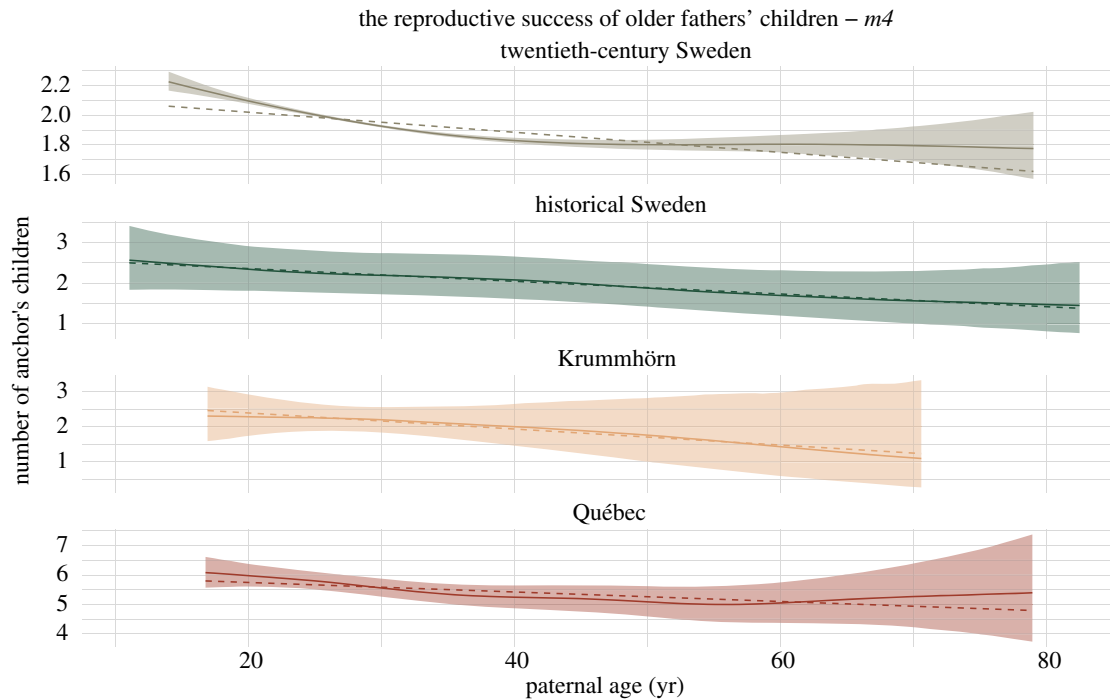 the reproductive success of older fathers’ children – m4
twentieth-century Sweden
2.2
2.0
1.8
1.6
historical Sweden
3
2
1
Krummhörn
3
2
1
Québec
7
6
5
4
20 40 60 80
paternal age (yr)
number of anchor's children